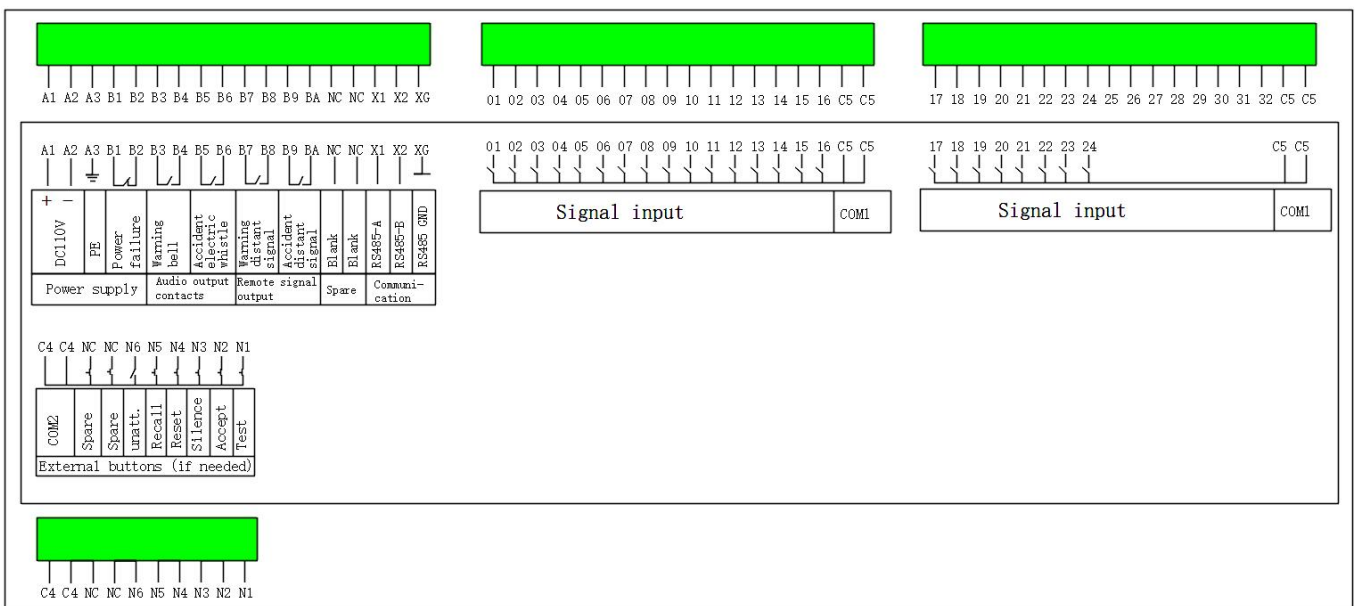 A1 A2 A3 B1 B2 B3 B4 B5 B6 B7 B8 B9 BA NC NC X1 X2 XG
01 02 03 04 05 06 07 08 09 10 11 12 13 14 15 16 C5 C5
17 18 19 20 21 22 23 24 25 26 27 28 29 30 31 32 C5 C5
A1 A2 A3 B1 B2 B3 B4 B5 B6 B7 B8 B9 BA NC NC X1 X2 XG
+ −
DC110V
PE
Power
failure
Warning
bell
Accident
electric
whistle
Warning
distant
signal
Accident
distant
signal
Blank
Blank
RS485-A
RS485-B
RS485 GND
Power supply
Audio output
contacts
Remote signal
output
Spare
Communi-
cation
01 02 03 04 05 06 07 08 09 10 11 12 13 14 15 16 C5 C5
Signal input
COM1
17 18 19 20 21 22 23 24
C5 C5
Signal input
COM1
C4 C4 NC NC N6 N5 N4 N3 N2 N1
COM2
Spare
Spare
unatt.
Recall
Reset
Silence
Accept
Test
External buttons (if needed)
C4 C4 NC NC N6 N5 N4 N3 N2 N1